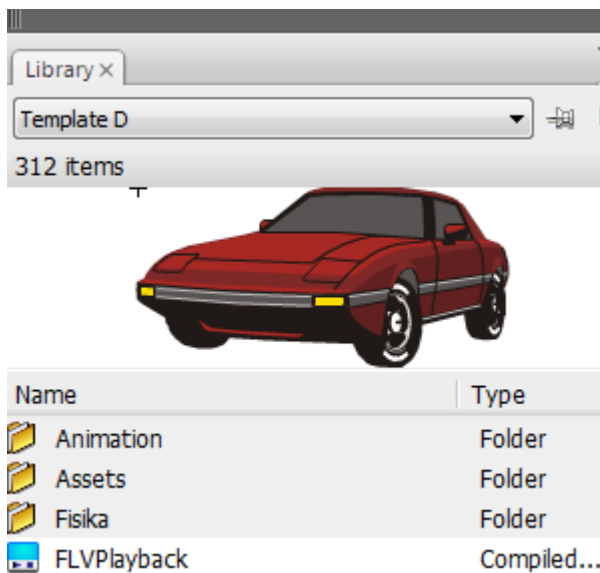 Library
Template D
312 items
Name Type
Animation Folder
Assets Folder
Fisika Folder
FLVPlayback Compiled...